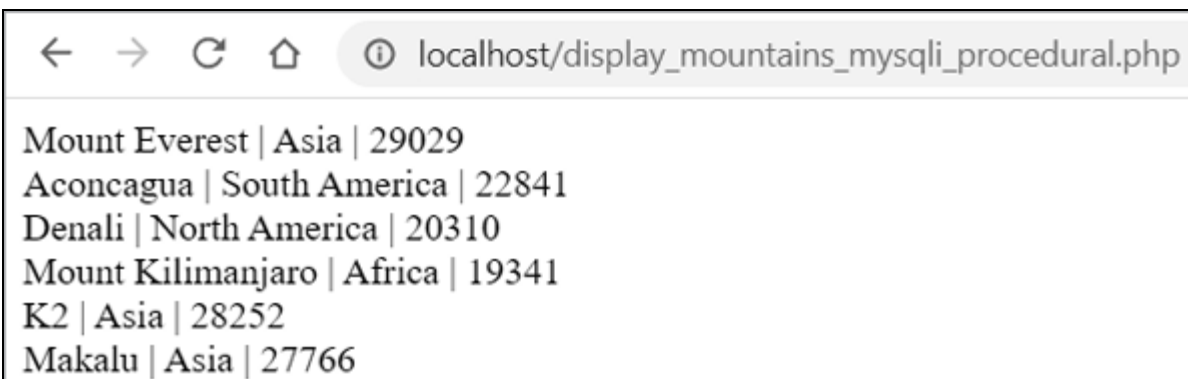 localhost/display_mountains_mysqli_procedural.php
Mount Everest | Asia | 29029
Aconcagua | South America | 22841
Denali | North America | 20310
Mount Kilimanjaro | Africa | 19341
K2 | Asia | 28252
Makalu | Asia | 27766